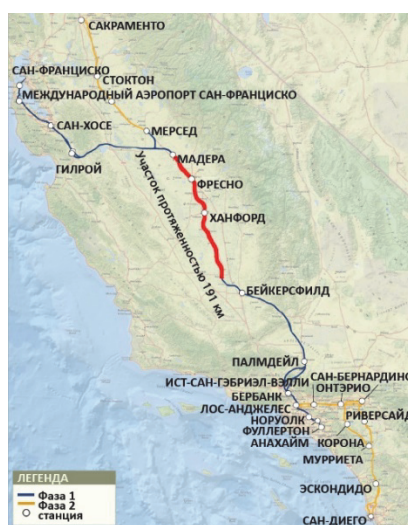 САКРАМЕНТО
САН-ФРАНЦИСКО
СТОКТОН
МЕЖДУНАРОДНЫЙ АЭРОПОРТ САН-ФРАНЦИСКО
САН-ХОСЕ
МЕРСЕД
МАДЕРА
ГИЛРОЙ
ФРЕСНО
ХАНФОРД
Участок протяженностью 191 км
БЕЙКЕРСФИЛД
ПАЛМДЕЙЛ
САН-БЕРНАРДИНО
ИСТ-САН-ГЭБРИЭЛ-ВЭЛЛИ
ОНТЭРИО
БЕРБАНК
ЛОС-АНДЖЕЛЕС
РИВЕРСАЙД
НОРУОЛК
ФУЛЛЕРТОН
АНАХАЙМ
КОРОНА
МУРРИЕТА
ЭСКОНДИДО
САН-ДИЕГО
ЛЕГЕНДА
Фаза 1
Фаза 2
станция